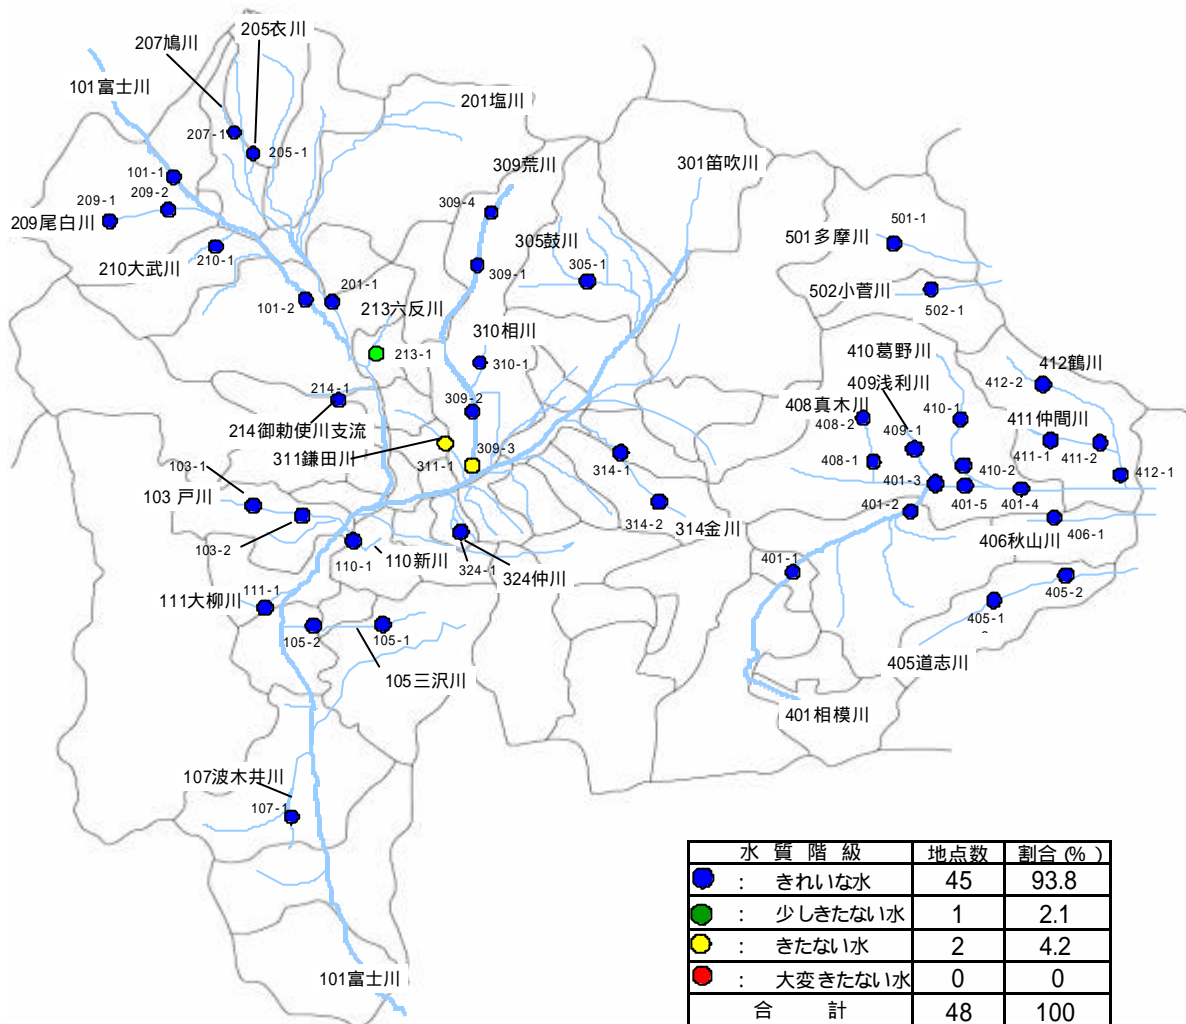 205衣川
207鳩川
101富士川
201塩川
207-1
205-1
309荒川
301笛吹川
101-1
209-1
209-2
309-4
209尾白川
501-1
501多摩川
305鼓川
210大武川
210-1
305-1
309-1
201-1
101-2
502小菅川
502-1
213六反川
310相川
213-1
310-1
410葛野川
412鶴川
409浅利川
412-2
214-1
408真木川
408-2
309-2
409-1
410-1
411仲間川
214御勅使川支流
311鎌田川
309-3
311-1
314-1
408-1
411-1
411-2
103-1
410-2
412-1
103戸川
401-3
401-2
401-5
401-4
314-2
314金川
103-2
406秋山川
406-1
110-1
110新川
324-1
324仲川
401-1
111-1
111大柳川
405-2
405-1
105-2
105-1
405道志川
105三沢川
401相模川
107波木井川
107-1
101富士川
水質階級 地点数 割合(%)
: きれいな水 45 93.8
: 少しきたない水 1 2.1
: きたない水 2 4.2
: 大変きたない水 0 0
合計 48 100